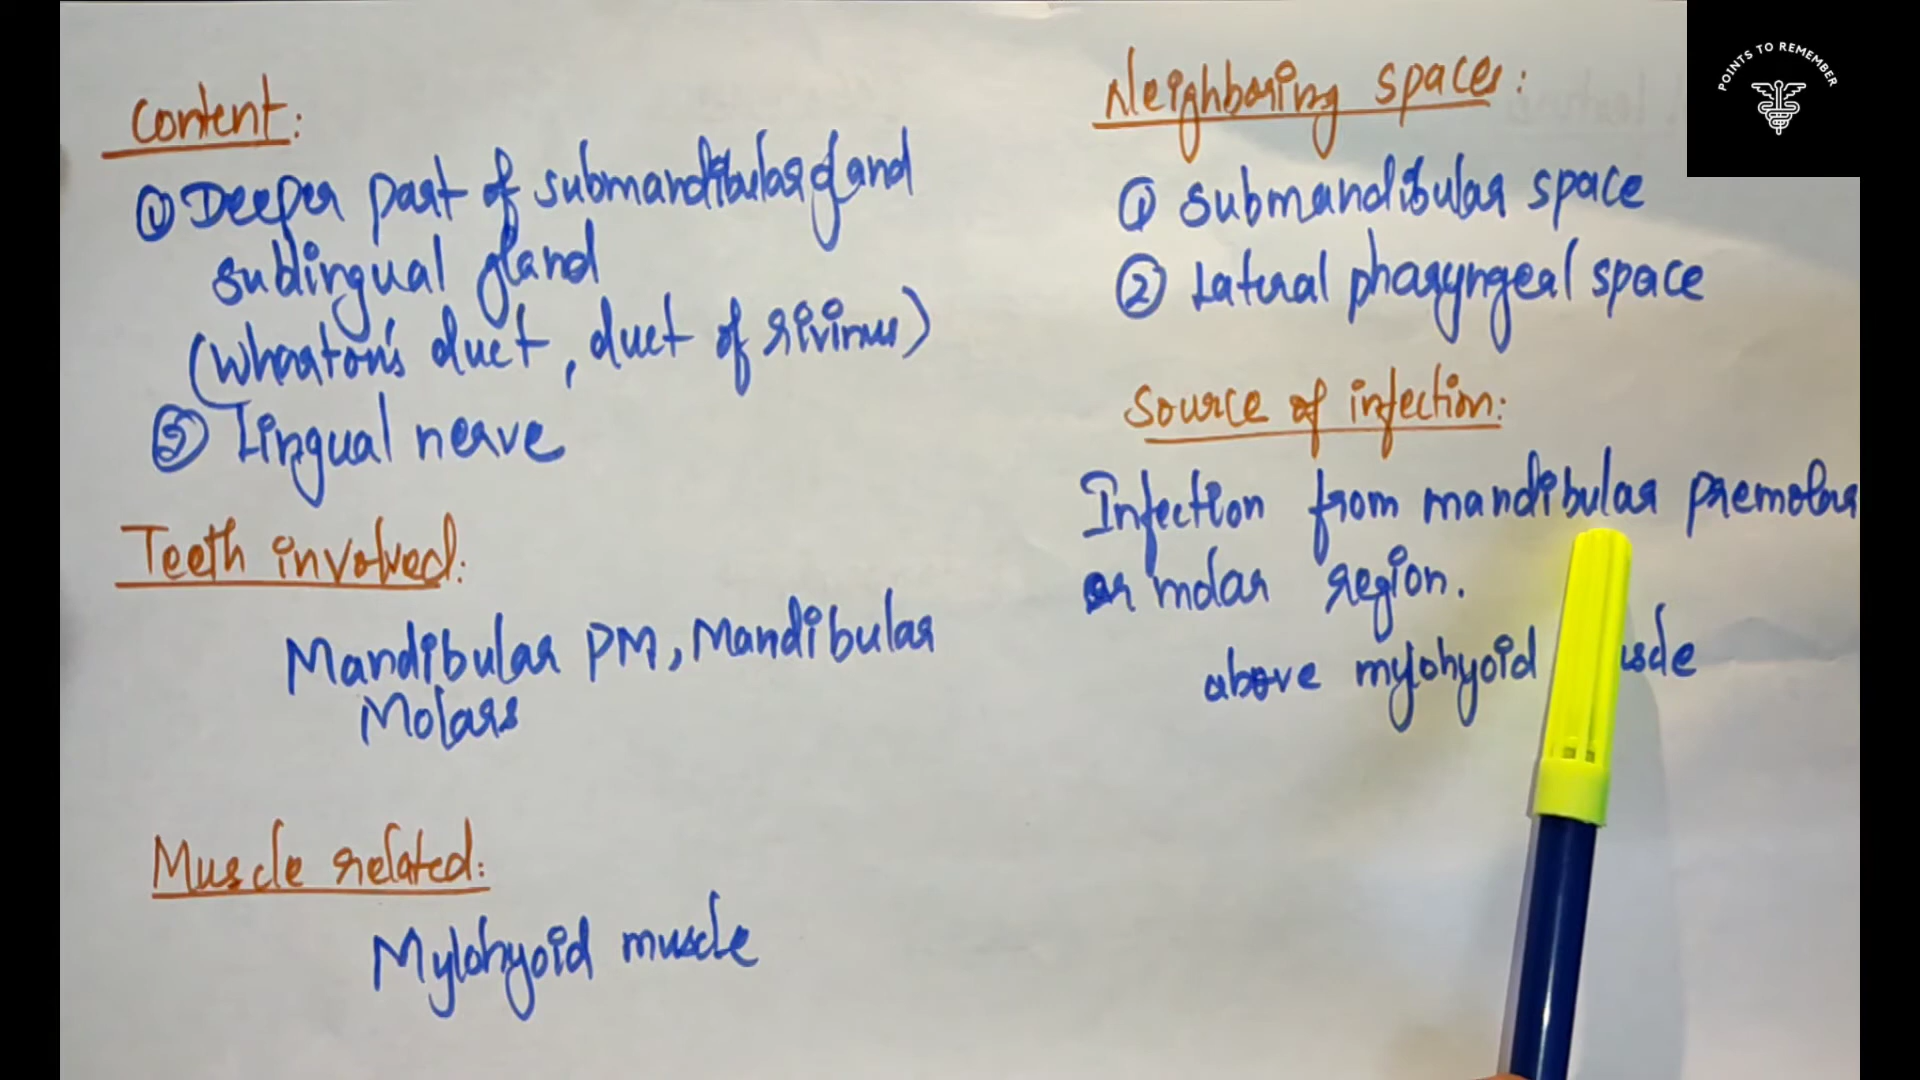 Content:
① Deeper part of submandibular gland
sublingual gland
(Wharton's duct, duct of rivinus)
③ Lingual nerve
Teeth involved:
Mandibular PM, Mandibular
Molars
Muscle related:
Mylohyoid muscle
Neighboring spaces:
① submandibular space
② Lateral pharyngeal space
Source of infection:
Infection from mandibular premolar
or molar region.
above mylohyoid
POINTS TO REMEMBER